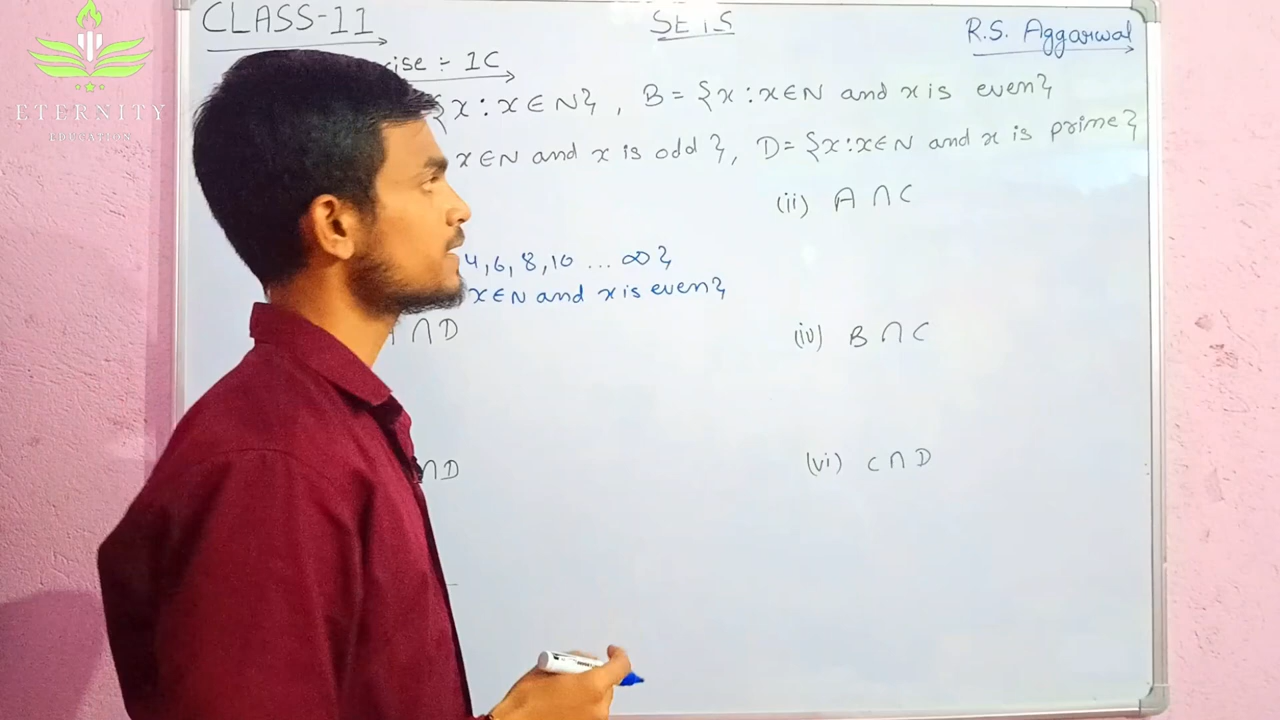 CLASS-11 Sets R.S. Aggarwal
ETERNITY
EDUCATION
rise :- 1C
{x : x ∈ N} , B = {x : x ∈ N and x is even}
x ∈ N and x is odd }, D = {x : x ∈ N and x is prime}
(ii) A ∩ C
4, 6, 8, 10 ... ∞}
x ∈ N and x is even}
∩ D (iv) B ∩ C
∩ D (vi) C ∩ D